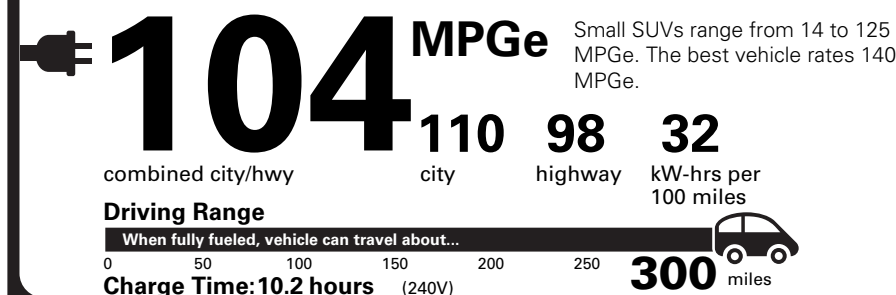 104 MPGe
Small SUVs range from 14 to 125
MPGe. The best vehicle rates 140
MPGe.
110 98 32
combined city/hwy city highway kW-hrs per
100 miles
Driving Range
When fully fueled, vehicle can travel about...
0 50 100 150 200 250 300 miles
Charge Time: 10.2 hours (240V)